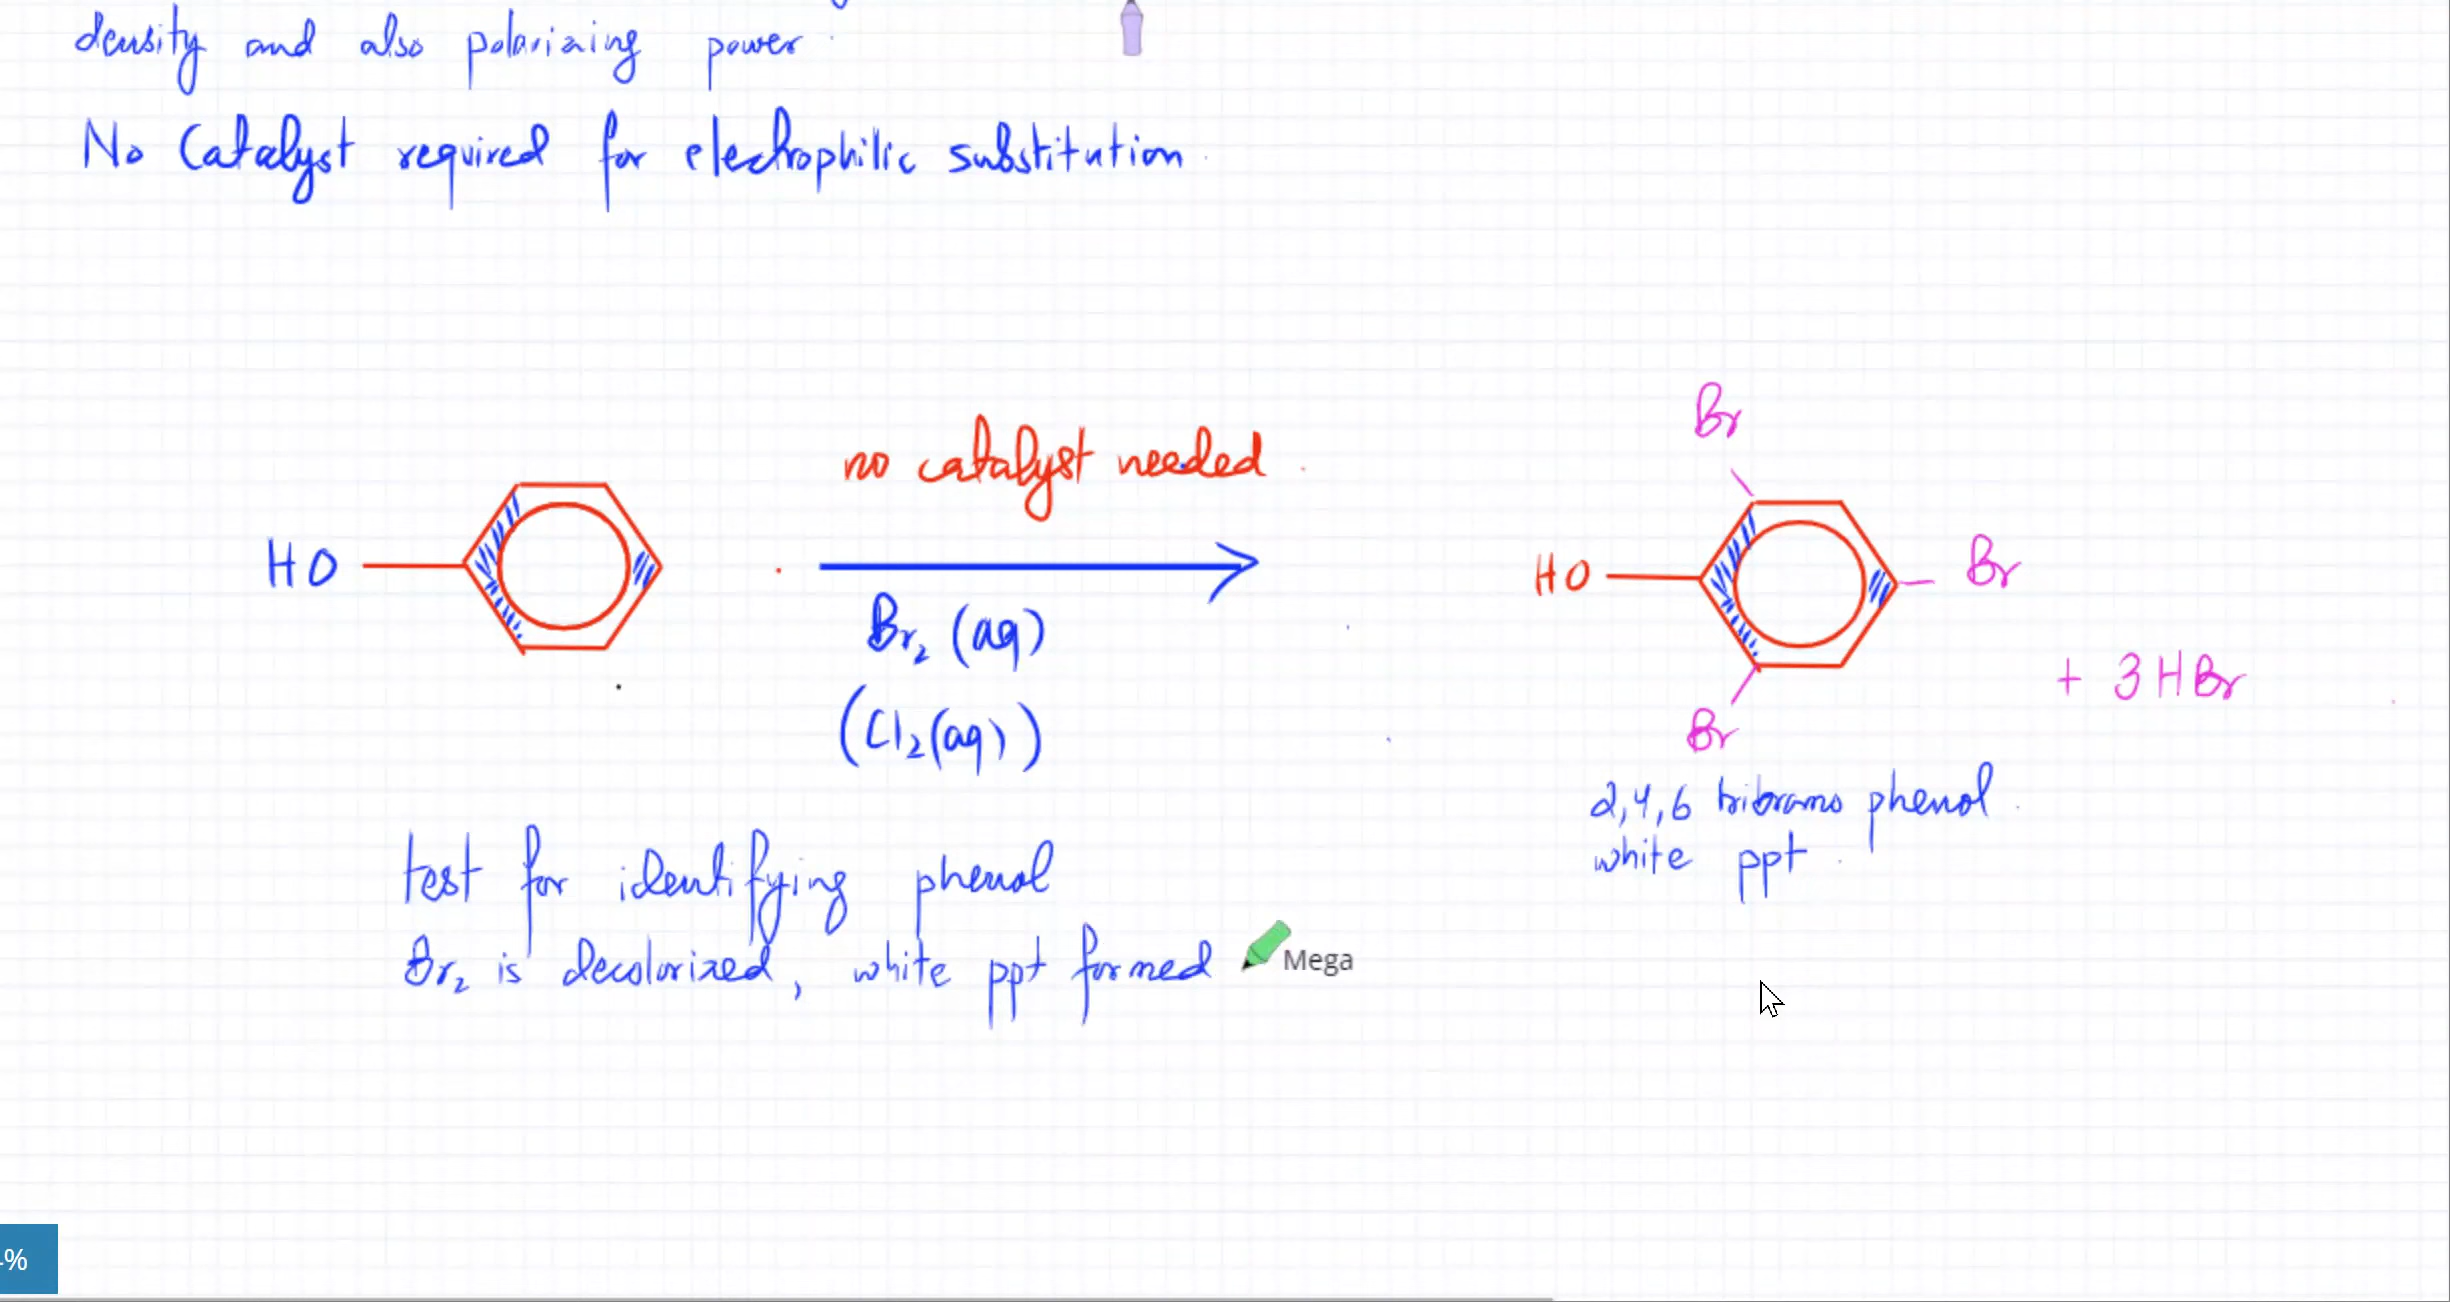 density and also polarizing power
No Catalyst required for electrophilic substitution
no catalyst needed
HO
Br₂ (aq)
(Cl₂(aq))
Br
HO
Br
Br
+ 3HBr
2,4,6 tribromo phenol
white ppt
test for identifying phenol
Br₂ is decolorized, white ppt formed
Mega
%